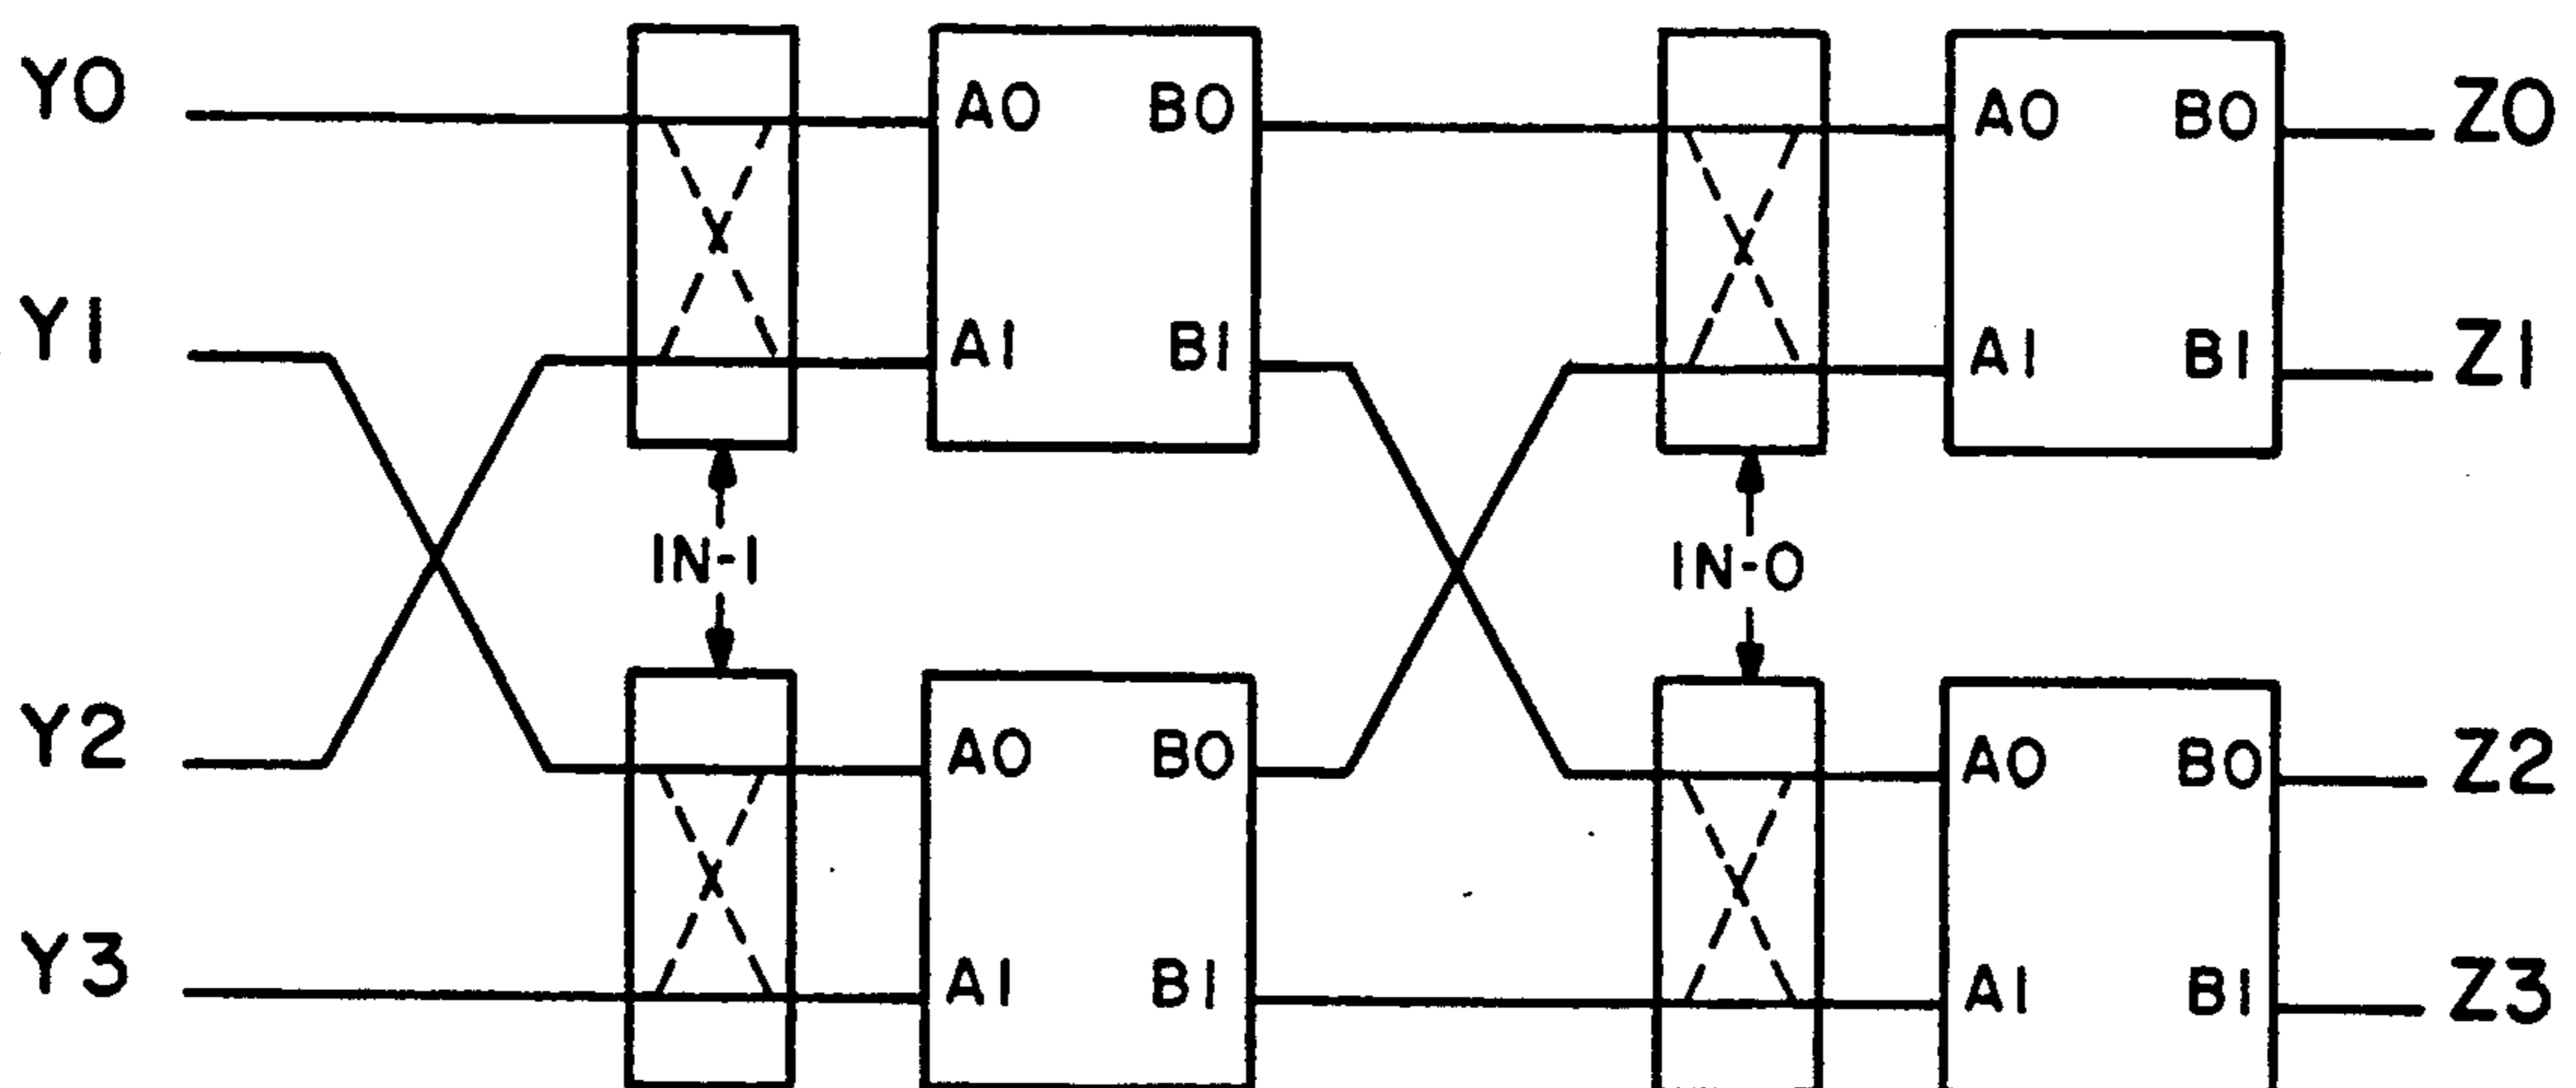 Y0 A0 B0 A0 B0 Z0
Y1 A1 B1 A1 B1 Z1
IN-1 IN-0
Y2 A0 B0 A0 B0 Z2
Y3 A1 B1 A1 B1 Z3